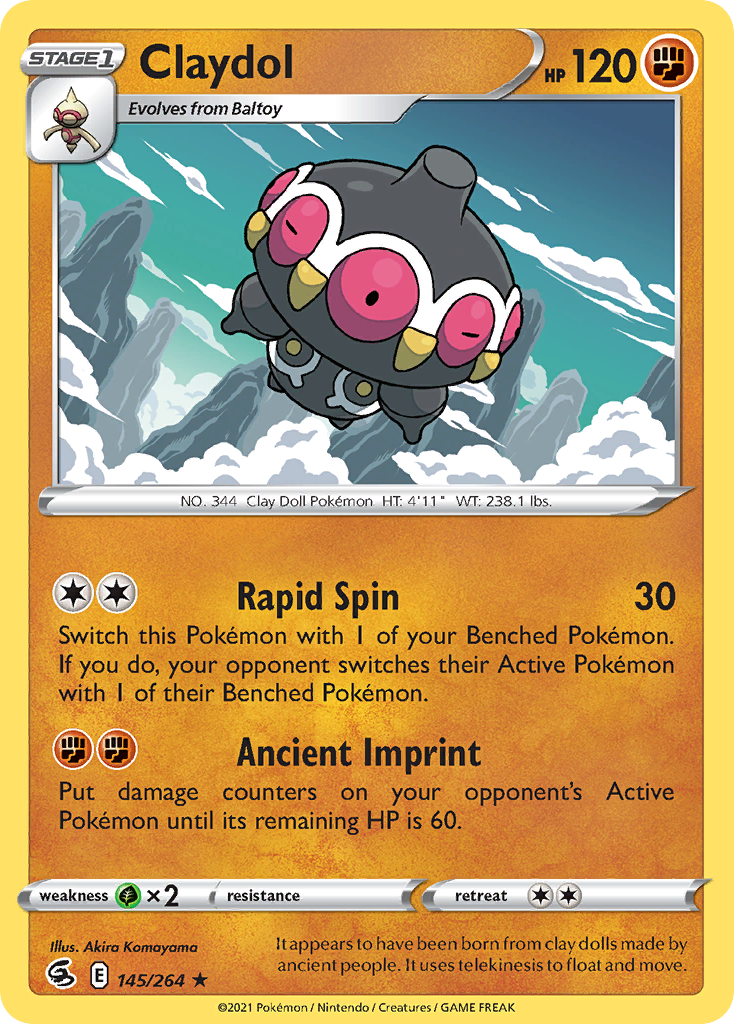 STAGE 1
Claydol
HP 120
Evolves from Baltoy
NO. 344 Clay Doll Pokémon HT: 4'11" WT: 238.1 lbs.
Rapid Spin 30
Switch this Pokémon with 1 of your Benched Pokémon.
If you do, your opponent switches their Active Pokémon
with 1 of their Benched Pokémon.
Ancient Imprint
Put damage counters on your opponent's Active
Pokémon until its remaining HP is 60.
weakness ×2 resistance retreat
Illus. Akira Komayama
It appears to have been born from clay dolls made by
ancient people. It uses telekinesis to float and move.
E 145/264 ★
©2021 Pokémon / Nintendo / Creatures / GAME FREAK